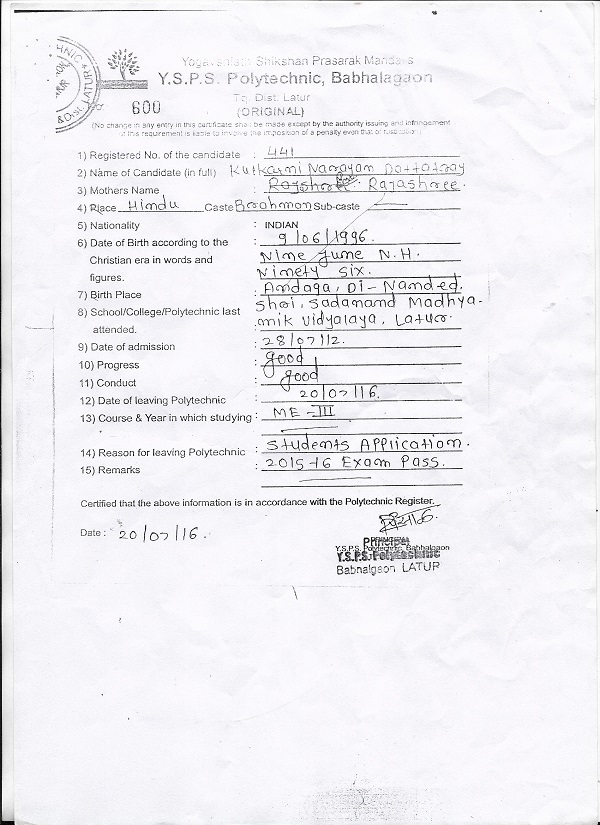 Shikshan Prasarak Mandal's
Y.S.P.S. Polytechnic, Babhalagaon
Tq. Dist. Latur
600
(ORIGINAL)
(No change in any entry in this certificate shall be made except by the authority issuing and infringement
of this requirement is liable to involve the imposition of a penalty even that of rustication)
1) Registered No. of the candidate : 441
2) Name of Candidate (in full) : Kulkarni Narayan Dattatray
3) Mothers Name : Rajashree
4) Race Hindu Caste Brahmon Sub-caste
5) Nationality : INDIAN
6) Date of Birth according to the : 9/06/1996.
Christian era in words and Nine June N.H.
figures. Ninety Six.
7) Birth Place : Andaga, Di-Nanded.
8) School/College/Polytechnic last : Shri. Sadanand Madhya-
attended. mik Vidyalaya, Latur.
9) Date of admission : 28/07/12.
10) Progress : good
11) Conduct : good
12) Date of leaving Polytechnic : 20/07/16.
13) Course & Year in which studying : ME-III
14) Reason for leaving Polytechnic : Students Application.
15) Remarks : 2015-16 Exam Pass.
Certified that the above information is in accordance with the Polytechnic Register.
Date : 20/07/16.
PRINCIPAL
Y.S.P.S. Polytechnic, Babhalgaon
Y.S.P.S. Polytechnic
Babhalgaon LATUR